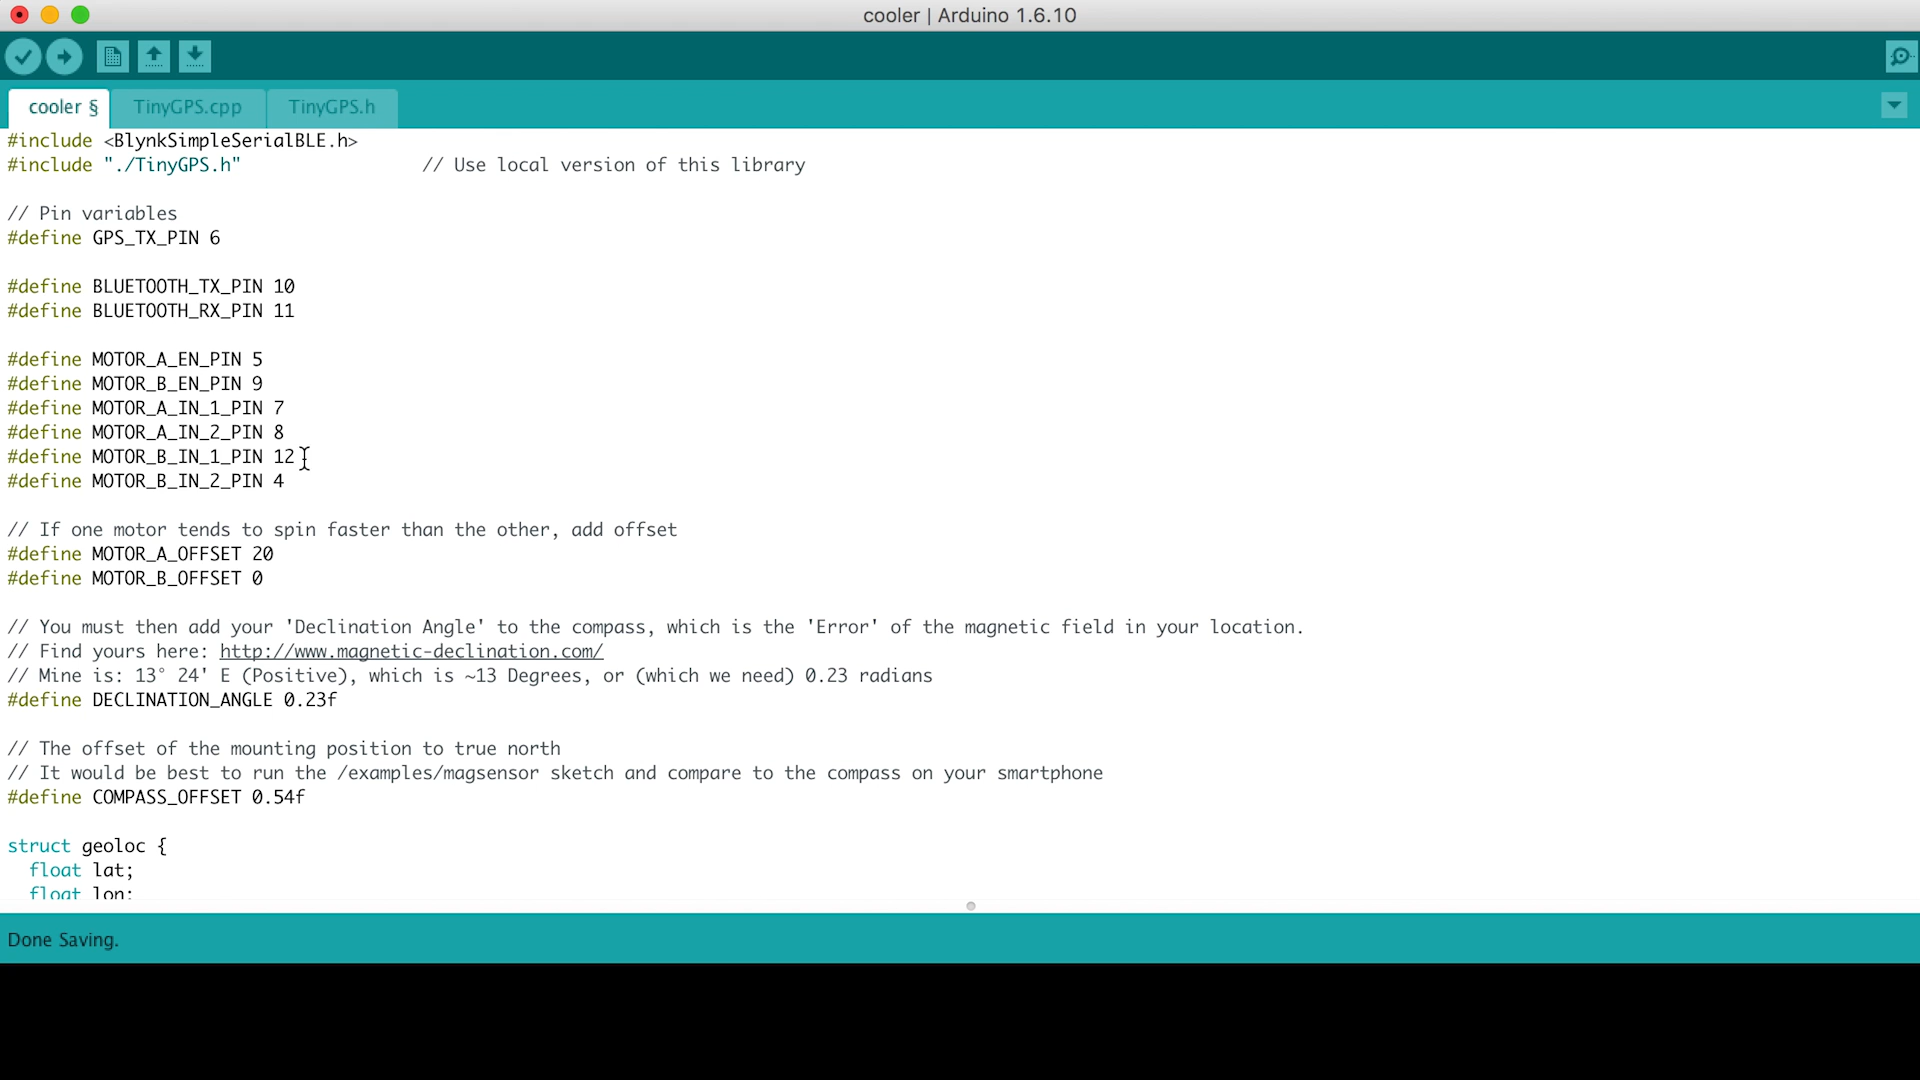 cooler | Arduino 1.6.10
cooler §
TinyGPS.cpp
TinyGPS.h
#include <BlynkSimpleSerialBLE.h>
#include "./TinyGPS.h" // Use local version of this library
// Pin variables
#define GPS_TX_PIN 6
#define BLUETOOTH_TX_PIN 10
#define BLUETOOTH_RX_PIN 11
#define MOTOR_A_EN_PIN 5
#define MOTOR_B_EN_PIN 9
#define MOTOR_A_IN_1_PIN 7
#define MOTOR_A_IN_2_PIN 8
#define MOTOR_B_IN_1_PIN 12
#define MOTOR_B_IN_2_PIN 4
// If one motor tends to spin faster than the other, add offset
#define MOTOR_A_OFFSET 20
#define MOTOR_B_OFFSET 0
// You must then add your 'Declination Angle' to the compass, which is the 'Error' of the magnetic field in your location.
// Find yours here: http://www.magnetic-declination.com/
// Mine is: 13° 24' E (Positive), which is ~13 Degrees, or (which we need) 0.23 radians
#define DECLINATION_ANGLE 0.23f
// The offset of the mounting position to true north
// It would be best to run the /examples/magsensor sketch and compare to the compass on your smartphone
#define COMPASS_OFFSET 0.54f
struct geoloc {
float lat;
float lon;
Done Saving.